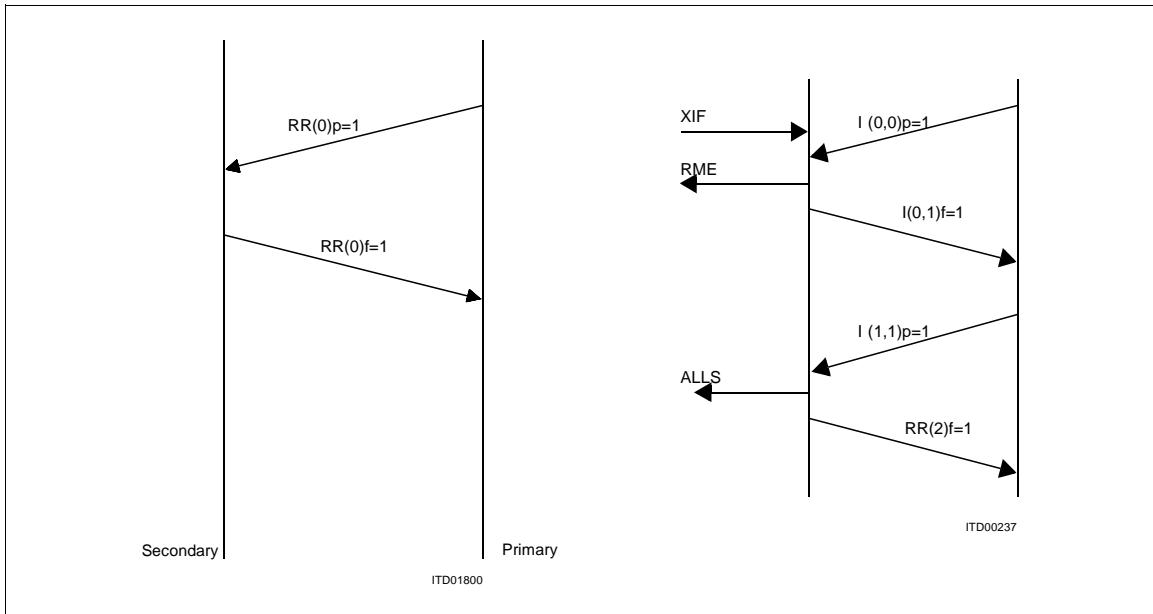 RR(0)p=1
RR(0)f=1
Secondary
Primary
ITD01800
XIF
I (0,0)p=1
RME
I(0,1)f=1
I (1,1)p=1
ALLS
RR(2)f=1
ITD00237